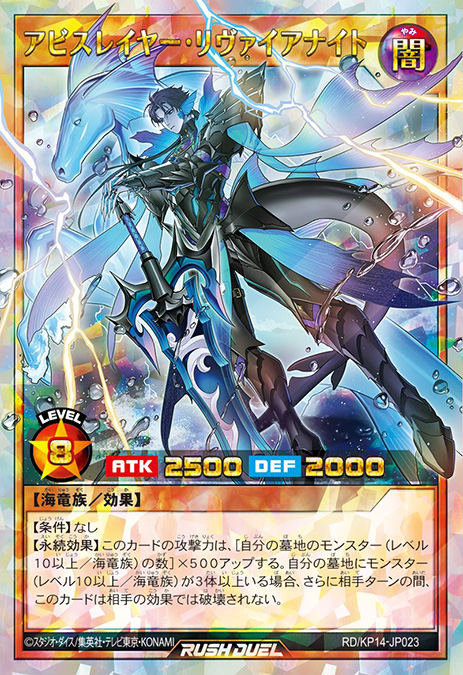 アビスレイヤー・リヴァイアナイト
やみ
闇
LEVEL
8
ATK 2500 DEF 2000
【海竜族／効果】
【条件】なし
【永続効果】このカードの攻撃力は、[自分の墓地のモンスター（レベル
10以上／海竜族）の数]×500アップする。自分の墓地にモンスター
（レベル10以上／海竜族）が3体以上いる場合、さらに相手ターンの間、
このカードは相手の効果では破壊されない。
©スタジオ・ダイス/集英社・テレビ東京・KONAMI
RUSH DUEL
RD/KP14-JP023